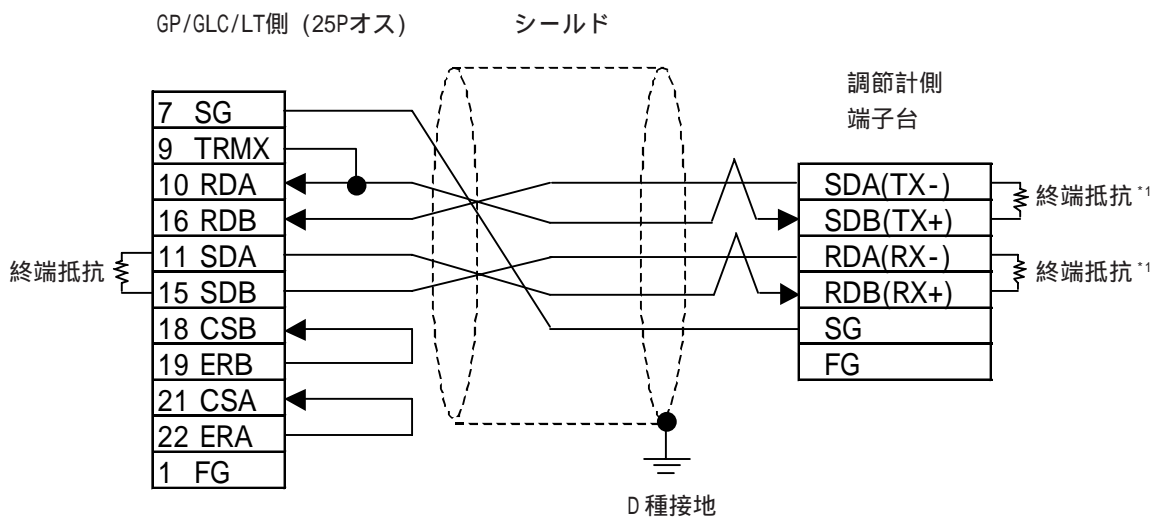 GP/GLC/LT側 (25Pオス)
シールド
調節計側
端子台
7 SG
9 TRMX
10 RDA
16 RDB
11 SDA
15 SDB
18 CSB
19 ERB
21 CSA
22 ERA
1 FG
終端抵抗
SDA(TX-)
SDB(TX+)
RDA(RX-)
RDB(RX+)
SG
FG
終端抵抗*1
終端抵抗*1
D種接地